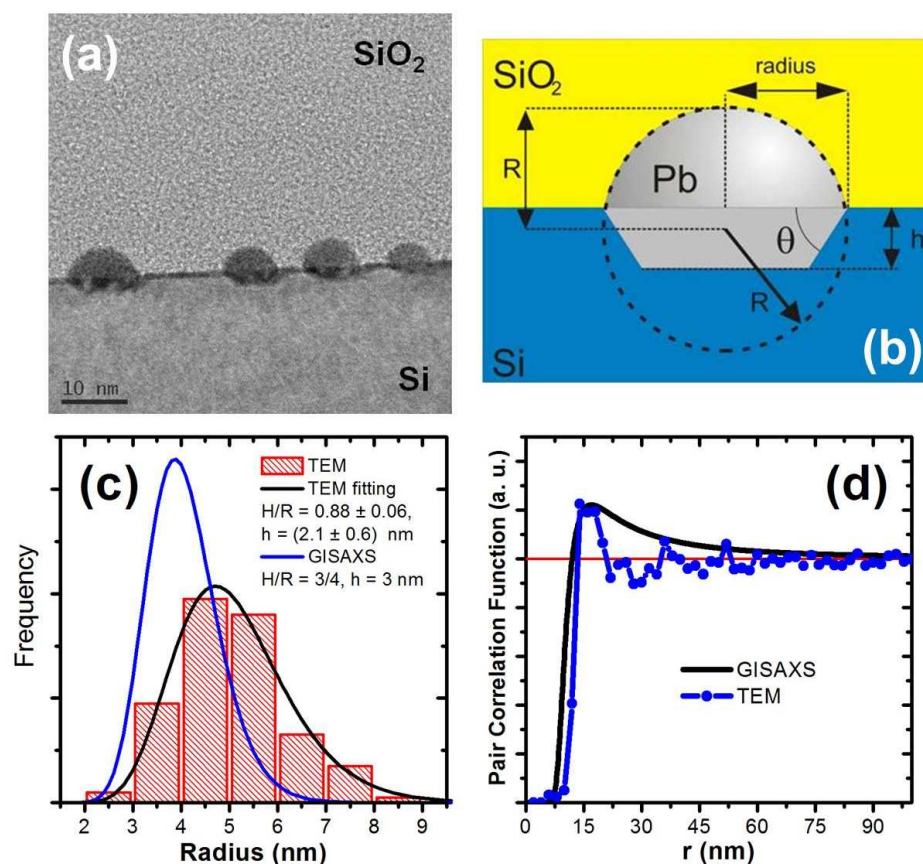 (a)
SiO2
Si
10 nm
SiO2
radius
R
Pb
θ
h
R
Si
(b)
(c)
TEM
TEM fitting
H/R = 0.88 ± 0.06,
h = (2.1 ± 0.6) nm
GISAXS
H/R = 3/4, h = 3 nm
Frequency
2 3 4 5 6 7 8 9
Radius (nm)
(d)
Pair Correlation Function (a. u.)
GISAXS
TEM
0 15 30 45 60 75 90
r (nm)